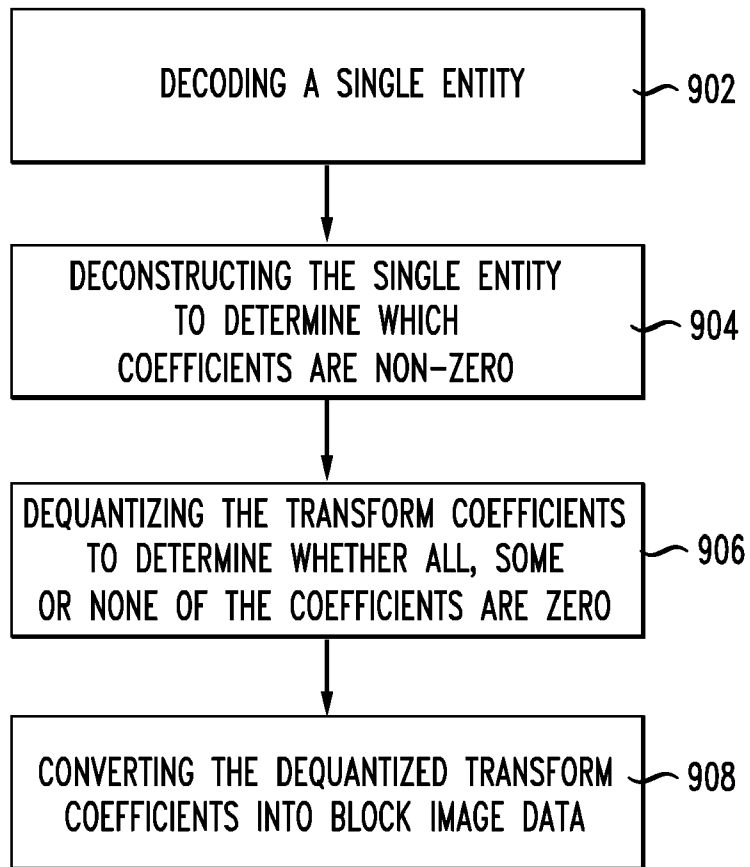 DECODING A SINGLE ENTITY
902
DECONSTRUCTING THE SINGLE ENTITY
TO DETERMINE WHICH
COEFFICIENTS ARE NON-ZERO
904
DEQUANTIZING THE TRANSFORM COEFFICIENTS
TO DETERMINE WHETHER ALL, SOME
OR NONE OF THE COEFFICIENTS ARE ZERO
906
CONVERTING THE DEQUANTIZED TRANSFORM
COEFFICIENTS INTO BLOCK IMAGE DATA
908